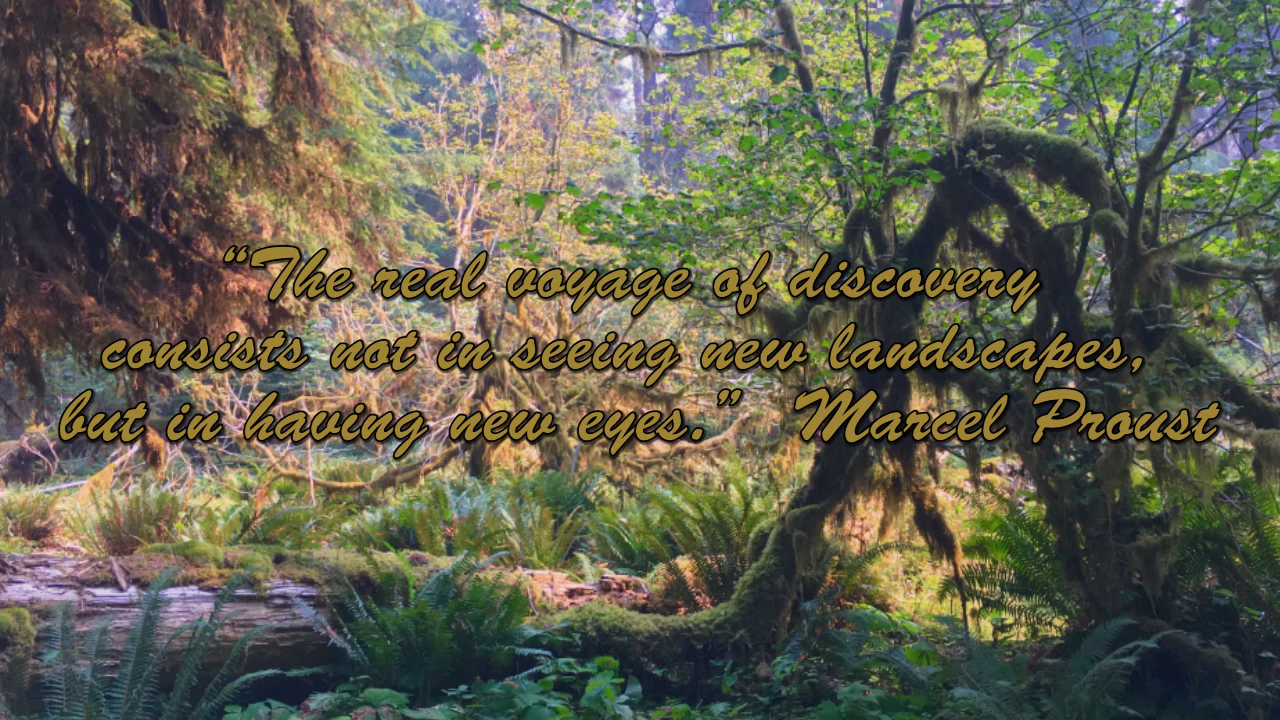 “The real voyage of discovery
consists not in seeing new landscapes,
but in having new eyes.” Marcel Proust